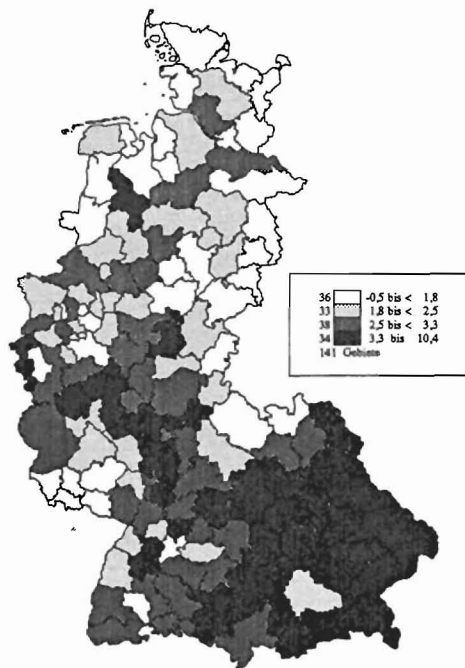 36 -0,5 bis < 1,8
33 1,8 bis < 2,5
38 2,5 bis < 3,3
34 3,3 bis 10,4
141 Gebiete